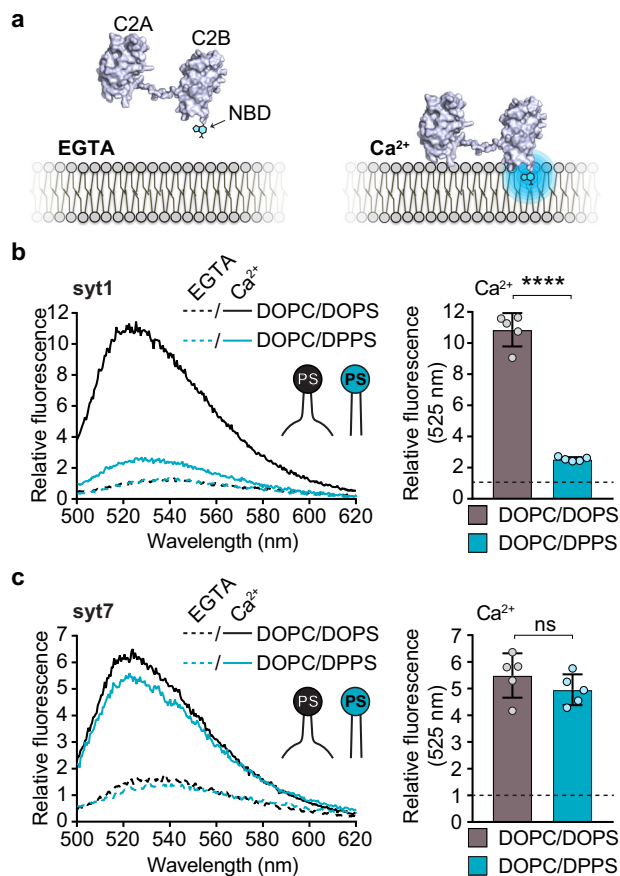 a
C2A
C2B
NBD
EGTA
Ca²⁺
b
syt1
EGTA
Ca²⁺
/ DOPC/DOPS
/ DOPC/DPPS
PS
PS
Relative fluorescence
12
10
8
6
4
2
0
500 520 540 560 580 600 620
Wavelength (nm)
Ca²⁺
****
Relative fluorescence
(525 nm)
12
10
8
6
4
2
0
DOPC/DOPS
DOPC/DPPS
c
syt7
EGTA
Ca²⁺
/ DOPC/DOPS
/ DOPC/DPPS
PS
PS
Relative fluorescence
7
6
5
4
3
2
1
0
500 520 540 560 580 600 620
Wavelength (nm)
Ca²⁺
ns
Relative fluorescence
(525 nm)
7
6
5
4
3
2
1
0
DOPC/DOPS
DOPC/DPPS